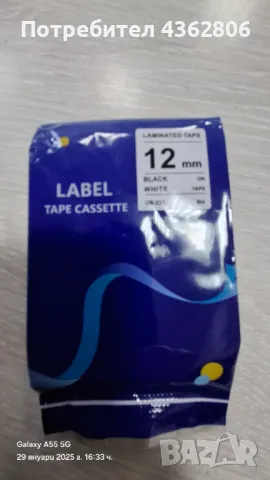 Потребител 4362806
LAMINATED TAPE
12 mm
BLACK ON
WHITE TAPE
8m
LABEL
TAPE CASSETTE
Galaxy A55 5G
29 януари 2025 г. 16:33 ч.
BAZAR